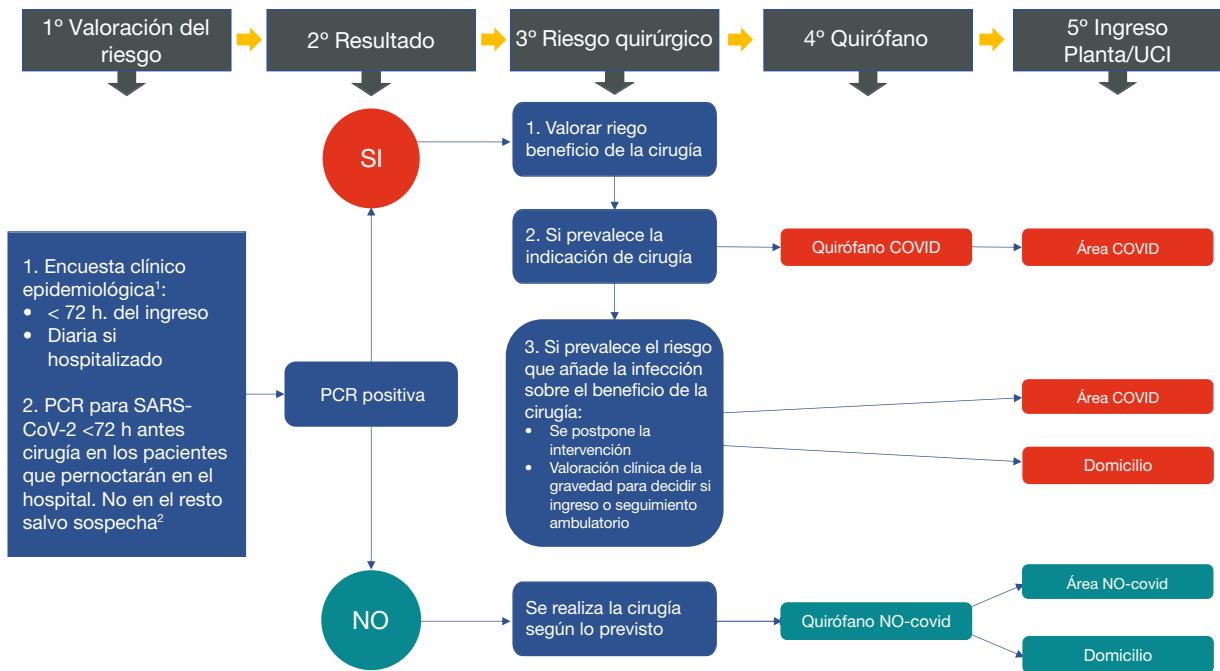 1º Valoración del
riesgo
2º Resultado
3º Riesgo quirúrgico
4º Quirófano
5º Ingreso
Planta/UCI
1. Encuesta clínico
epidemiológica¹:
• < 72 h. del ingreso
• Diaria si
hospitalizado
2. PCR para SARS-
CoV-2 <72 h antes
cirugía en los pacientes
que pernoctarán en el
hospital. No en el resto
salvo sospecha²
PCR positiva
SI
NO
1. Valorar riego
beneficio de la cirugía
2. Si prevalece la
indicación de cirugía
3. Si prevalece el riesgo
que añade la infección
sobre el beneficio de la
cirugía:
• Se postpone la
intervención
• Valoración clínica de la
gravedad para decidir si
ingreso o seguimiento
ambulatorio
Se realiza la cirugía
según lo previsto
Quirófano COVID
Quirófano NO-covid
Área COVID
Área COVID
Domicilio
Área NO-covid
Domicilio